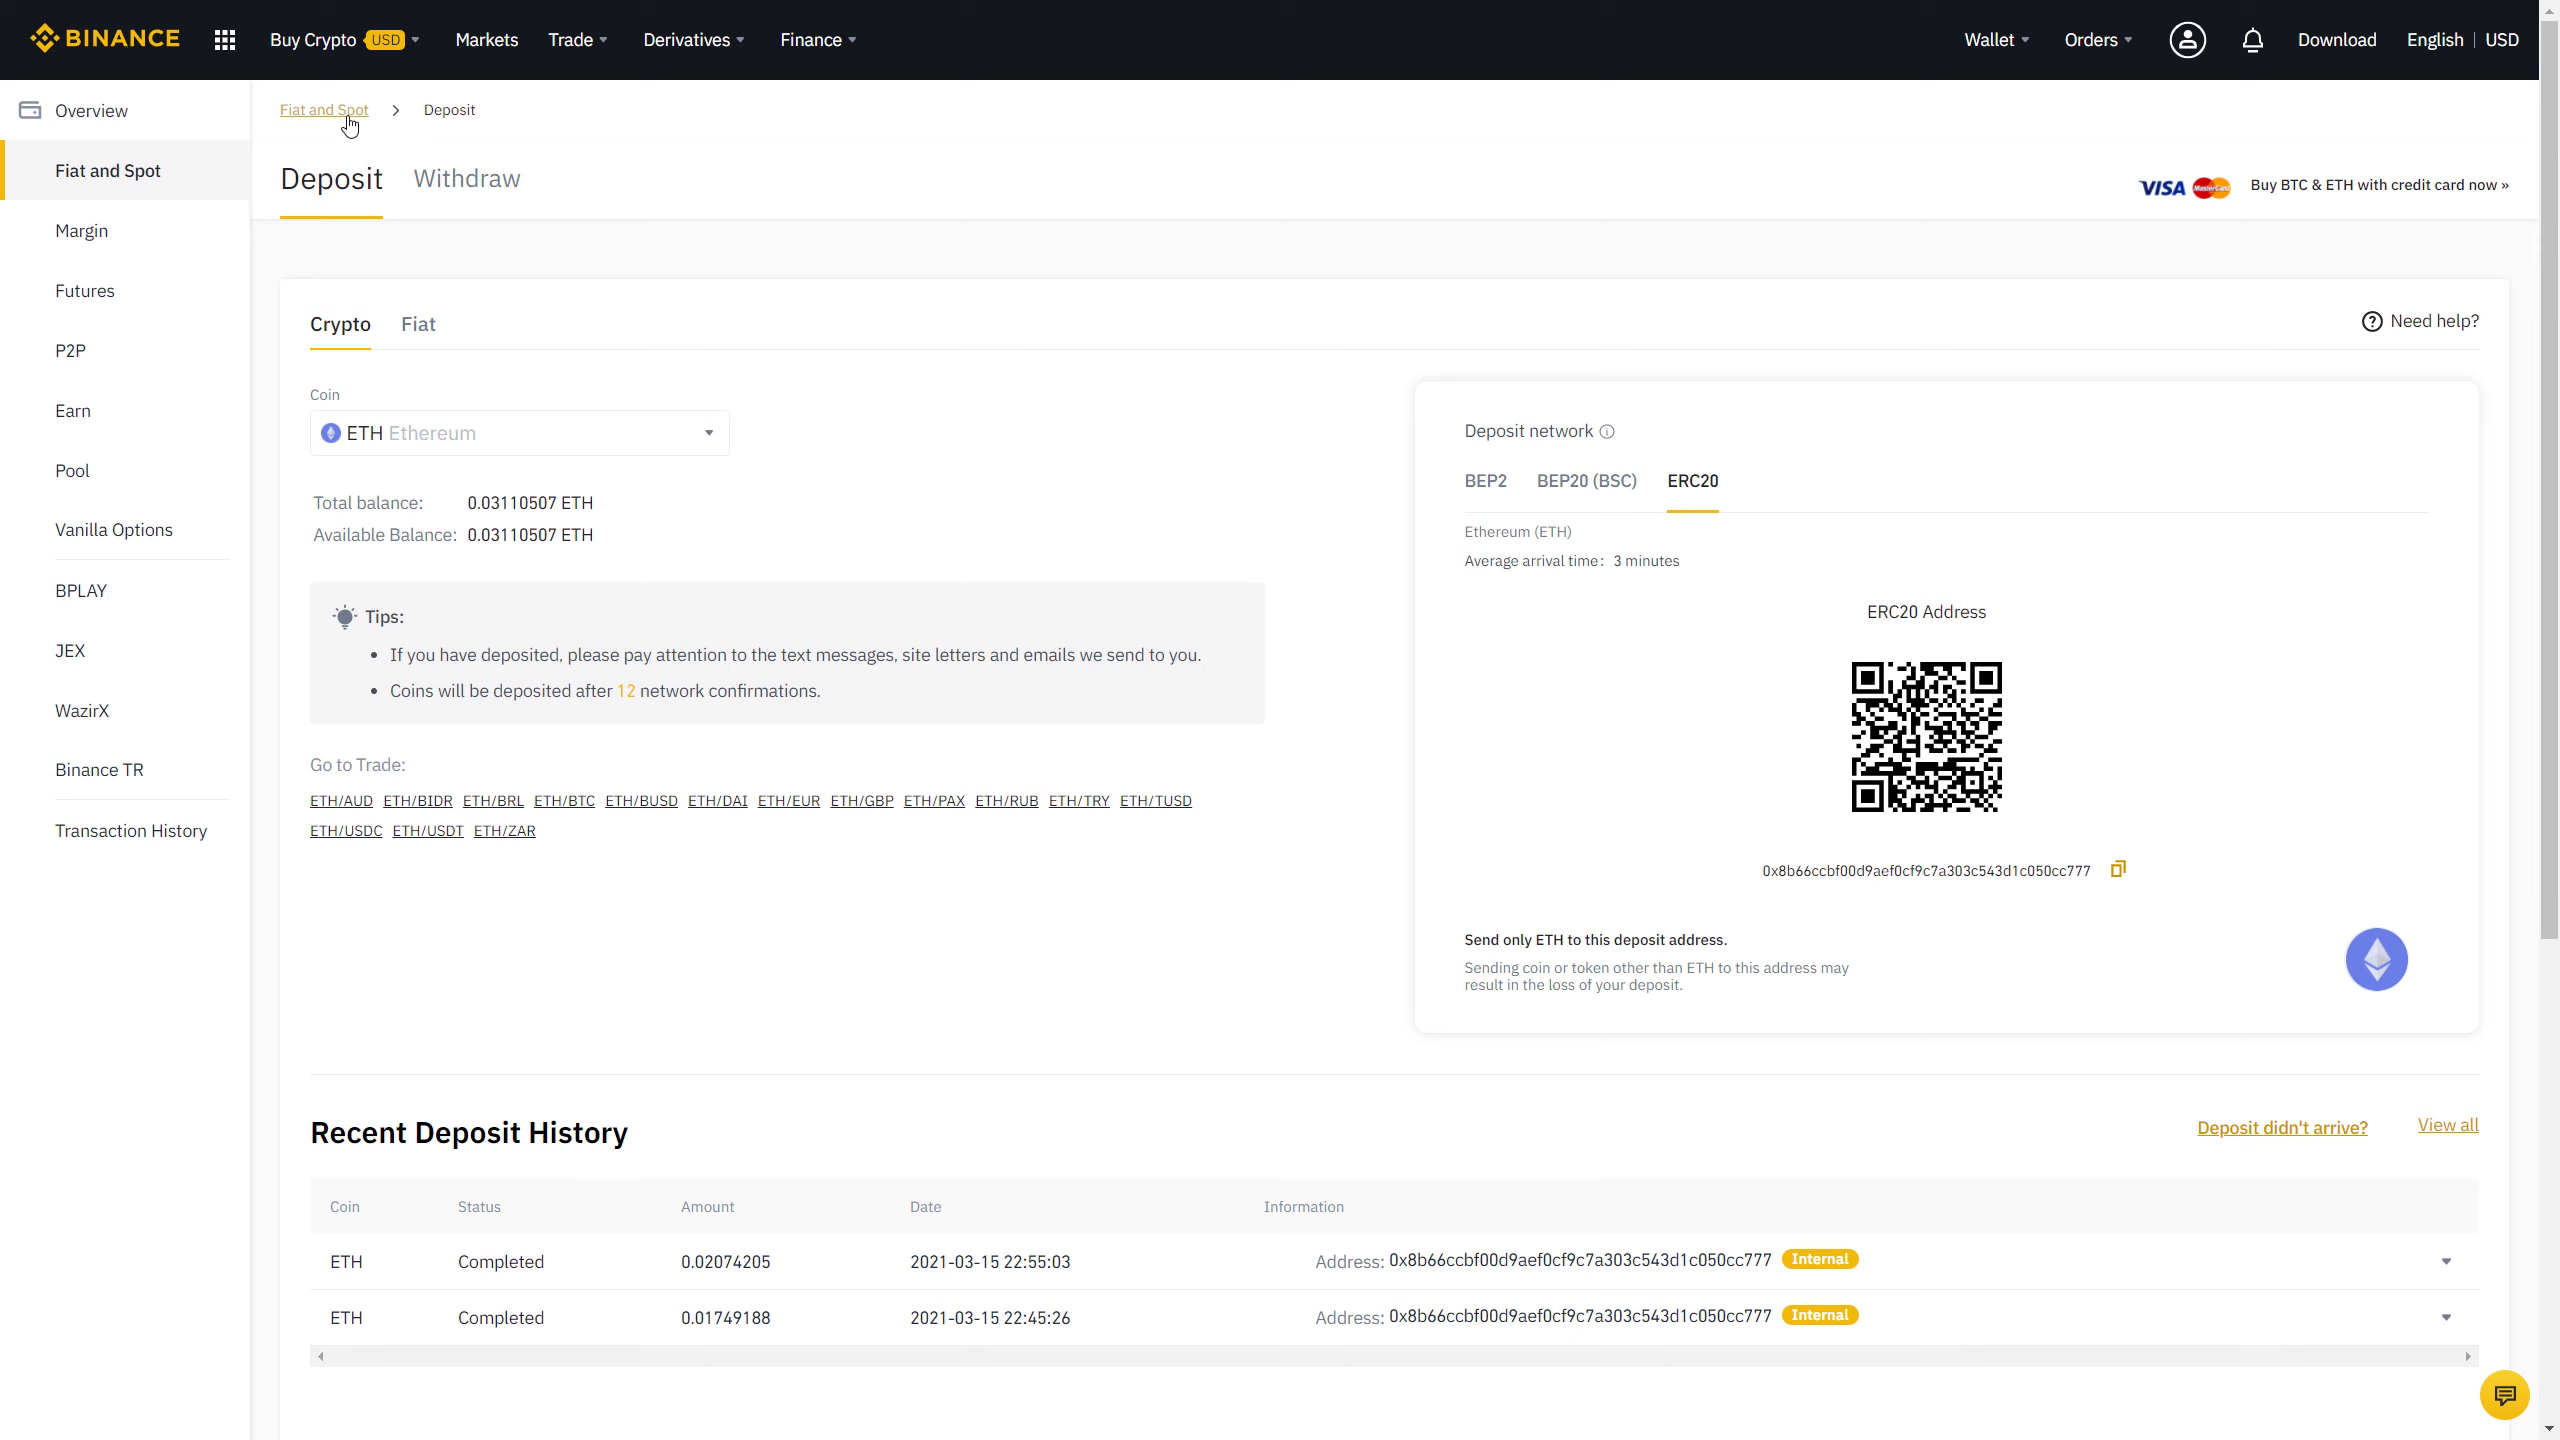 BINANCE Buy Crypto USD Markets Trade Derivatives Finance Wallet Orders Download English | USD
Overview
Fiat and Spot
Margin
Futures
P2P
Earn
Pool
Vanilla Options
BPLAY
JEX
WazirX
Binance TR
Transaction History
Fiat and Spot > Deposit
Deposit Withdraw
VISA MasterCard Buy BTC & ETH with credit card now »
Crypto Fiat
Need help?
Coin
ETH Ethereum
Total balance: 0.03110507 ETH
Available Balance: 0.03110507 ETH
Tips:
• If you have deposited, please pay attention to the text messages, site letters and emails we send to you.
• Coins will be deposited after 12 network confirmations.
Go to Trade:
ETH/AUD ETH/BIDR ETH/BRL ETH/BTC ETH/BUSD ETH/DAI ETH/EUR ETH/GBP ETH/PAX ETH/RUB ETH/TRY ETH/TUSD
ETH/USDC ETH/USDT ETH/ZAR
Deposit network
BEP2 BEP20 (BSC) ERC20
Ethereum (ETH)
Average arrival time: 3 minutes
ERC20 Address
0x8b66ccbf00d9aef0cf9c7a303c543d1c050cc777
Send only ETH to this deposit address.
Sending coin or token other than ETH to this address may
result in the loss of your deposit.
Recent Deposit History
Deposit didn't arrive? View all
Coin Status Amount Date Information
ETH Completed 0.02074205 2021-03-15 22:55:03 Address: 0x8b66ccbf00d9aef0cf9c7a303c543d1c050cc777 Internal
ETH Completed 0.01749188 2021-03-15 22:45:26 Address: 0x8b66ccbf00d9aef0cf9c7a303c543d1c050cc777 Internal